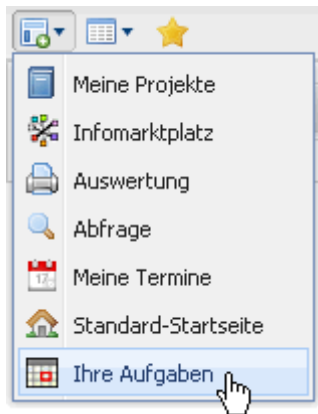 Meine Projekte
Infomarktplatz
Auswertung
Abfrage
Meine Termine
Standard-Startseite
Ihre Aufgaben